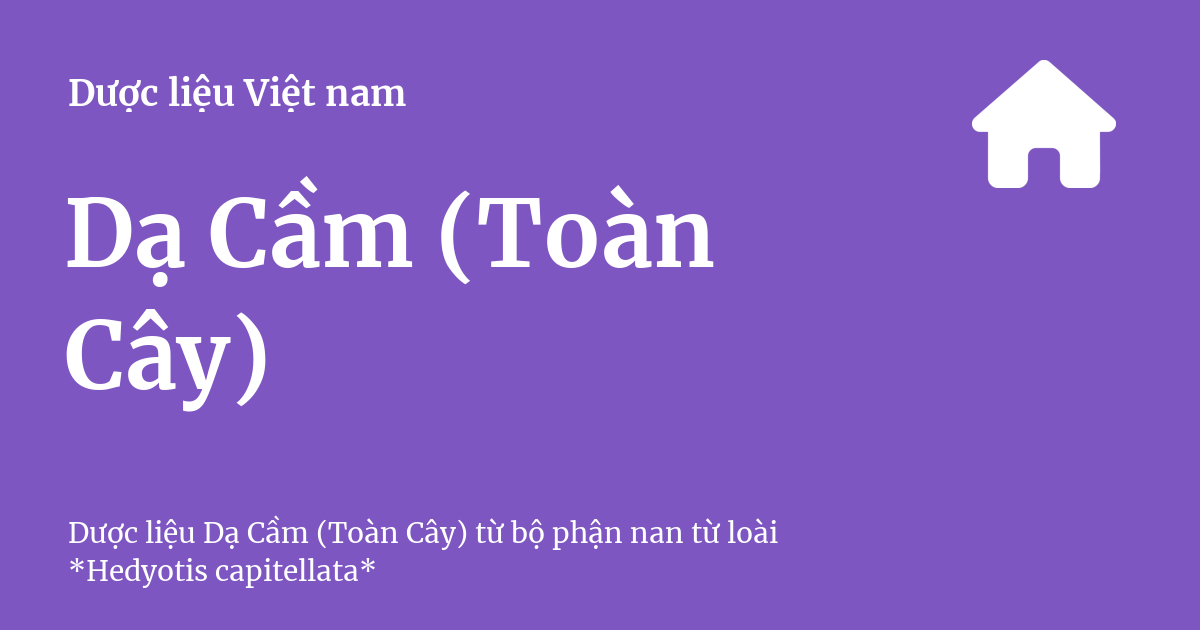 Dược liệu Việt nam
Dạ Cầm (Toàn
Cây)
Dược liệu Dạ Cầm (Toàn Cây) từ bộ phận nan từ loài
*Hedyotis capitellata*